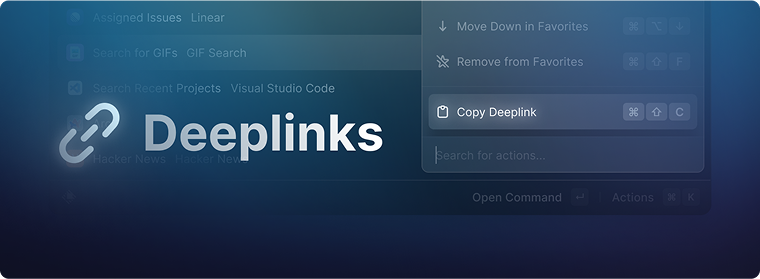 Assigned Issues Linear
Search for GIFs GIF Search
Search Recent Projects Visual Studio Code
Deeplinks
Hacker News Hacker New
Move Down in Favorites ⌘ ⌥ ↓
Remove from Favorites ⌘ ⇧ F
Copy Deeplink ⌘ ⇧ C
Search for actions...
Open Command ↵ Actions ⌘ K